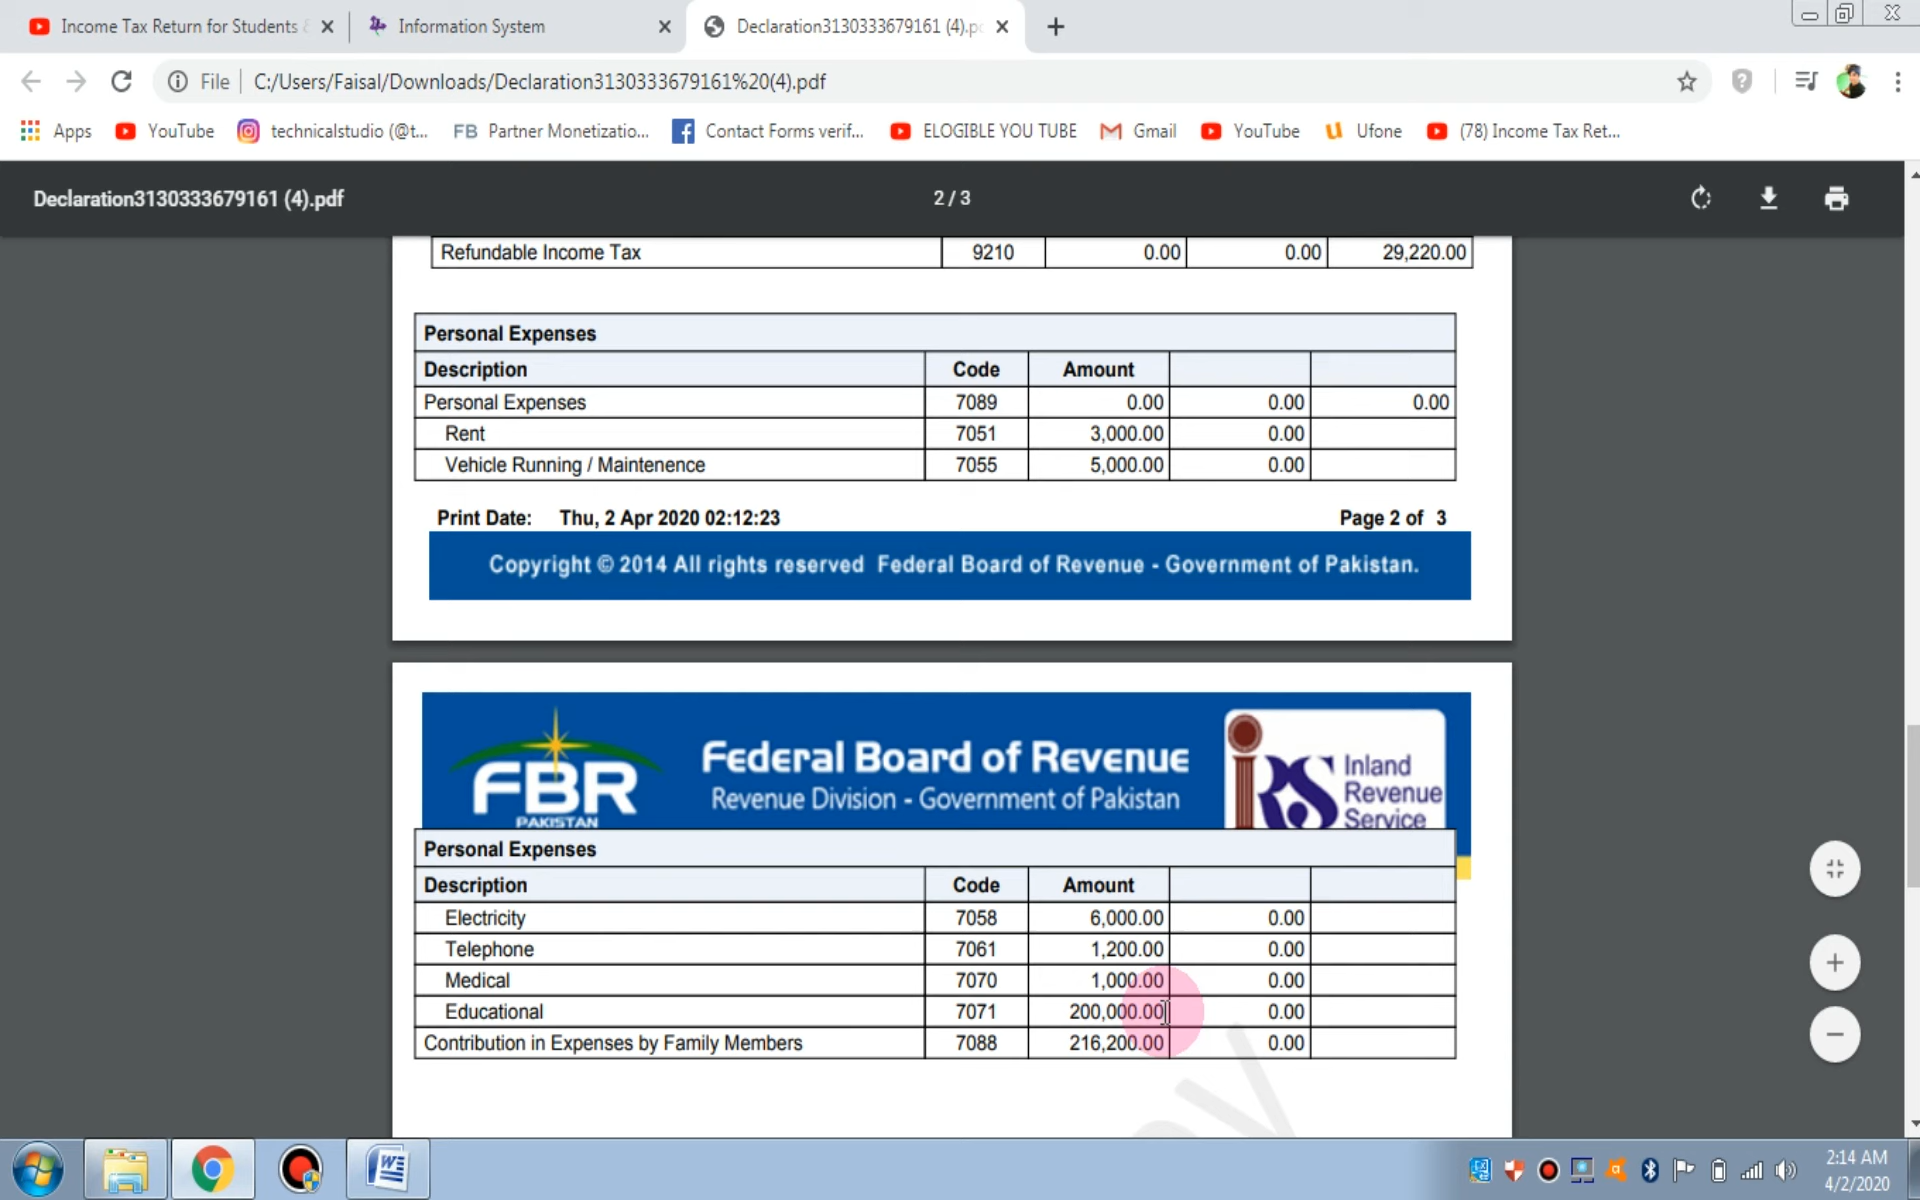 Income Tax Return for Students &
Information System
Declaration3130333679161 (4).p
File C:/Users/Faisal/Downloads/Declaration3130333679161%20(4).pdf
Apps YouTube technicalstudio (@t... FB Partner Monetizatio... Contact Forms verif... ELOGIBLE YOU TUBE Gmail YouTube Ufone (78) Income Tax Ret...
Declaration3130333679161 (4).pdf 2 / 3
Refundable Income Tax 9210 0.00 0.00 29,220.00
Personal Expenses
Description Code Amount
Personal Expenses 7089 0.00 0.00 0.00
Rent 7051 3,000.00 0.00
Vehicle Running / Maintenence 7055 5,000.00 0.00
Print Date: Thu, 2 Apr 2020 02:12:23 Page 2 of 3
Copyright © 2014 All rights reserved Federal Board of Revenue - Government of Pakistan.
FBR
PAKISTAN
Federal Board of Revenue
Revenue Division - Government of Pakistan
iRS
Inland
Revenue
Service
Personal Expenses
Description Code Amount
Electricity 7058 6,000.00 0.00
Telephone 7061 1,200.00 0.00
Medical 7070 1,000.00 0.00
Educational 7071 200,000.00 0.00
Contribution in Expenses by Family Members 7088 216,200.00 0.00
2:14 AM
4/2/2020